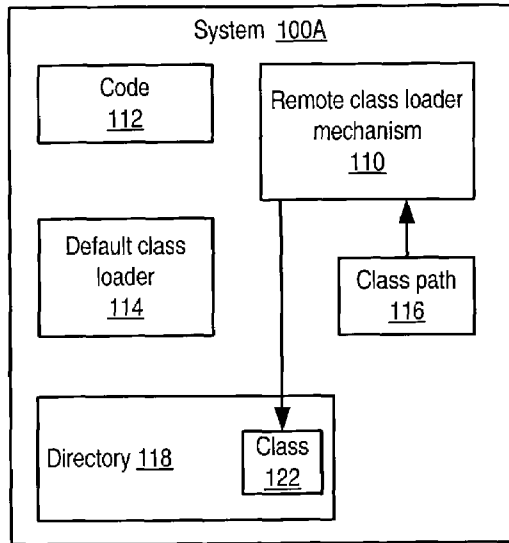 System 100A
Code
112
Remote class loader
mechanism
110
Default class
loader
114
Class path
116
Directory 118
Class
122